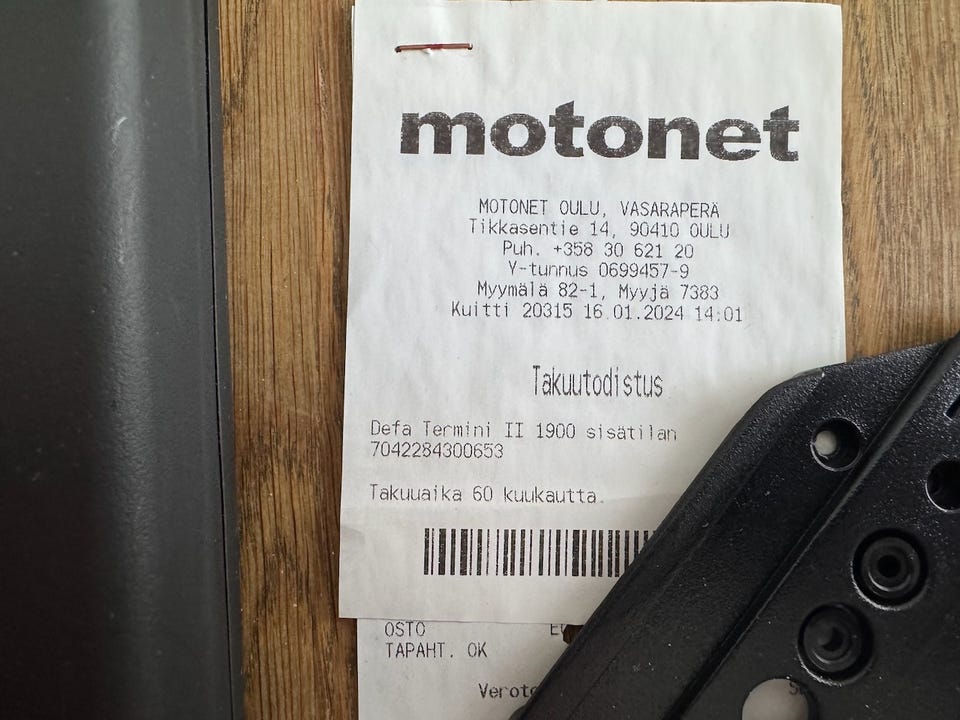 motonet
MOTONET OULU, VASARAPERÄ
Tikkasentie 14, 90410 OULU
Puh. +358 30 621 20
Y-tunnus 0699457-9
Myymälä 82-1, Myyjä 7383
Kuitti 20315 16.01.2024 14:01
Takuutodistus
Defa Termini II 1900 sisätilan
7042284300653
Takuuaika 60 kuukautta.
OSTO
TAPAHT. OK